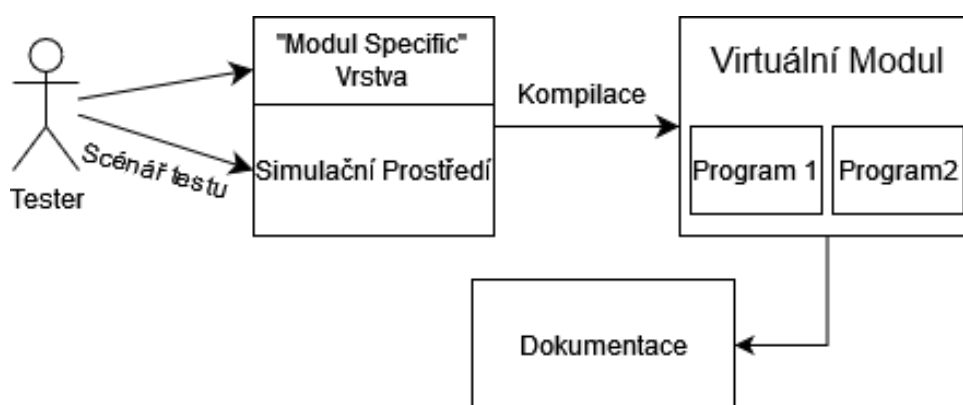 "Modul Specific"
Vrstva
Virtuální Modul
Kompilace
Scénář testu
Simulační Prostředí
Program 1
Program2
Tester
Dokumentace